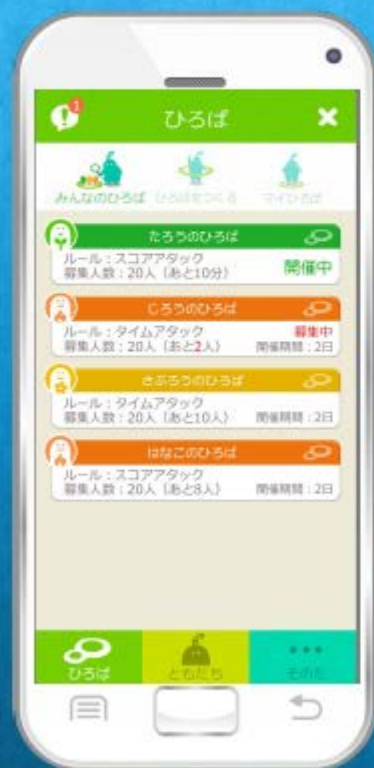 1
ひろば
みんなのひろば ひろばをつくる マイひろば
たろうのひろば
ルール：スコアアタック
募集人数：20人（あと10分） 開催中
じろうのひろば
ルール：タイムアタック 募集中
募集人数：20人（あと2人） 開催期間：2日
さぶろうのひろば
ルール：タイムアタック
募集人数：20人（あと10人） 開催期間：2日
はなこのひろば
ルール：スコアアタック
募集人数：20人（あと8人） 開催期間：2日
ひろば ともだち そのた